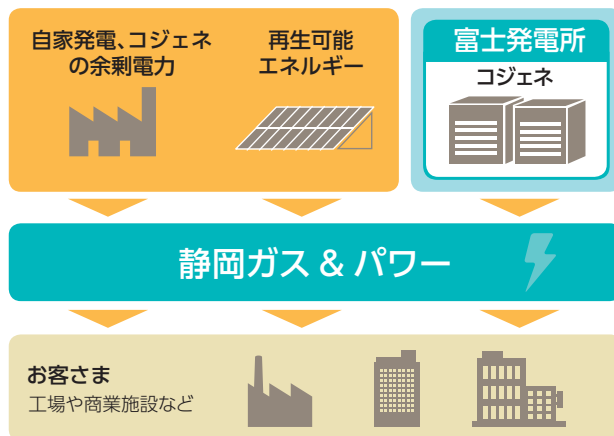 自家発電、コジェネ
の余剰電力
再生可能
エネルギー
富士発電所
コジェネ
静岡ガス & パワー
お客さま
工場や商業施設など